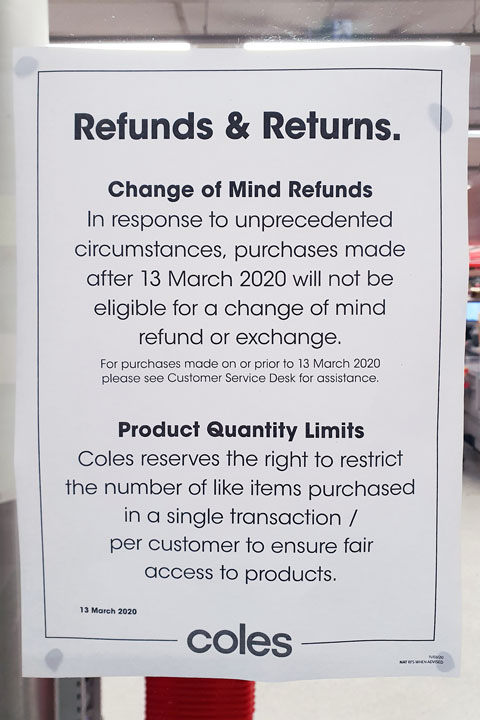 Refunds & Returns.
Change of Mind Refunds
In response to unprecedented
circumstances, purchases made
after 13 March 2020 will not be
eligible for a change of mind
refund or exchange.
For purchases made on or prior to 13 March 2020
please see Customer Service Desk for assistance.
Product Quantity Limits
Coles reserves the right to restrict
the number of like items purchased
in a single transaction /
per customer to ensure fair
access to products.
13 March 2020
coles
WHEN ADVISED